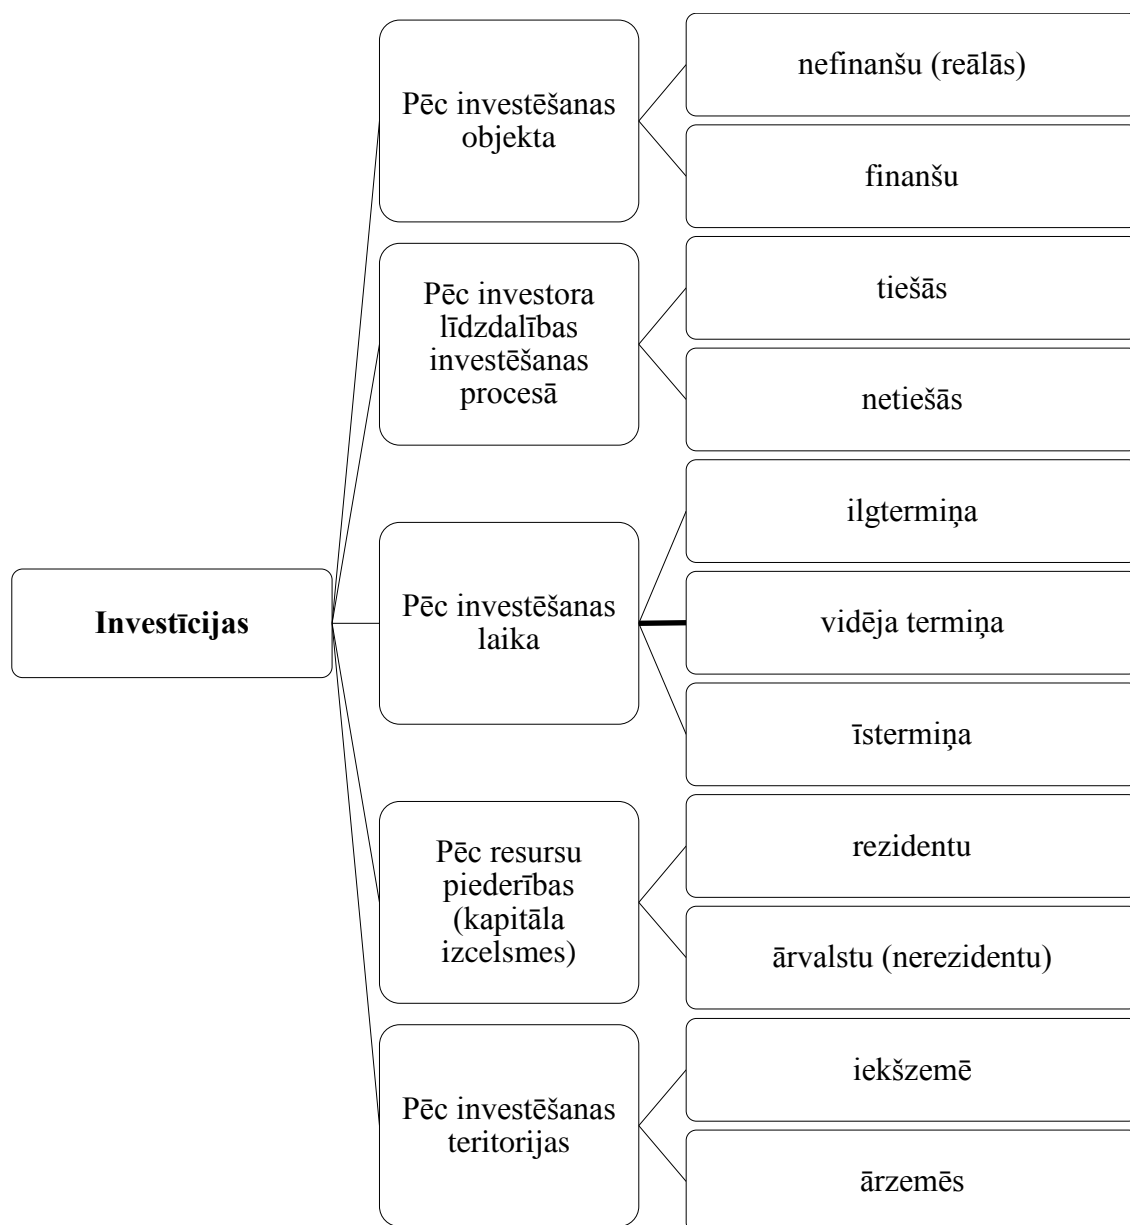 Investīcijas
Pēc investēšanas
objekta
nefinanšu (reālās)
finanšu
Pēc investora
līdzdalības
investēšanas
procesā
tiešās
netiešās
Pēc investēšanas
laika
ilgtermiņa
vidēja termiņa
īstermiņa
Pēc resursu
piederības
(kapitāla
izcelsmes)
rezidentu
ārvalstu (nerezidentu)
Pēc investēšanas
teritorijas
iekšzemē
ārzemēs